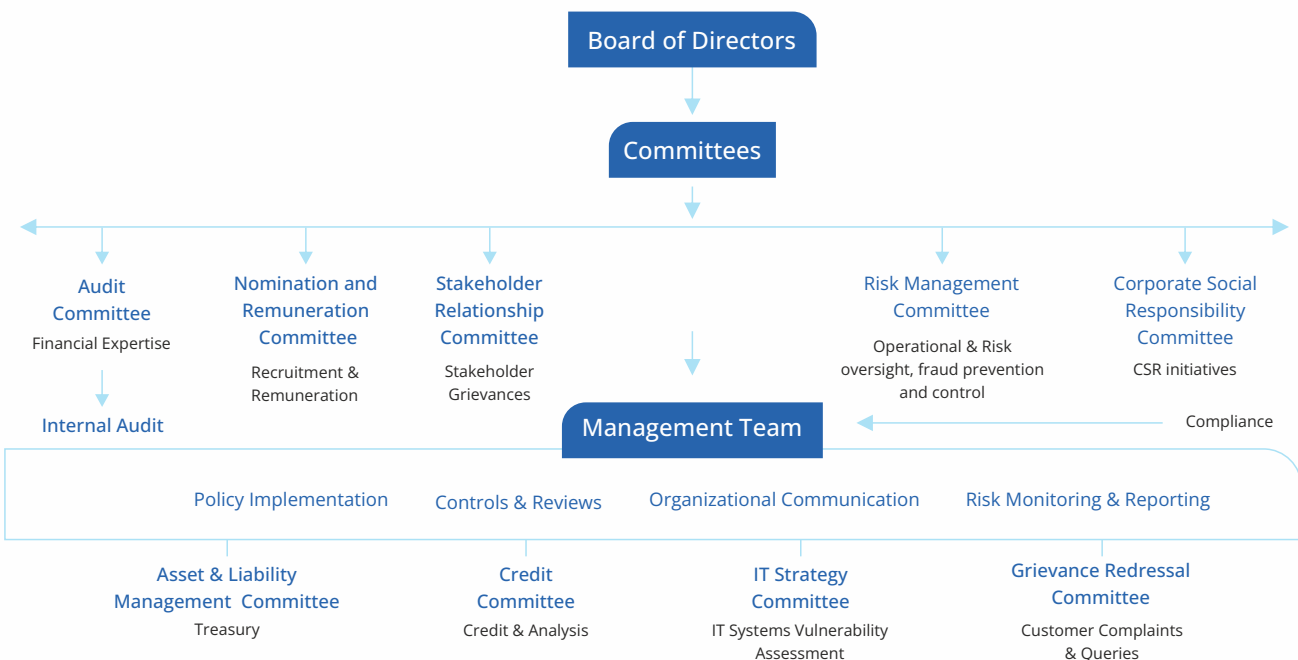 Board of Directors
Committees
Audit
Committee
Financial Expertise
Internal Audit
Nomination and
Remuneration
Committee
Recruitment &
Remuneration
Stakeholder
Relationship
Committee
Stakeholder
Grievances
Risk Management
Committee
Operational & Risk
oversight, fraud prevention
and control
Corporate Social
Responsibility
Committee
CSR initiatives
Management Team
Compliance
Policy Implementation
Controls & Reviews
Organizational Communication
Risk Monitoring & Reporting
Asset & Liability
Management Committee
Treasury
Credit
Committee
Credit & Analysis
IT Strategy
Committee
IT Systems Vulnerability
Assessment
Grievance Redressal
Committee
Customer Complaints
& Queries